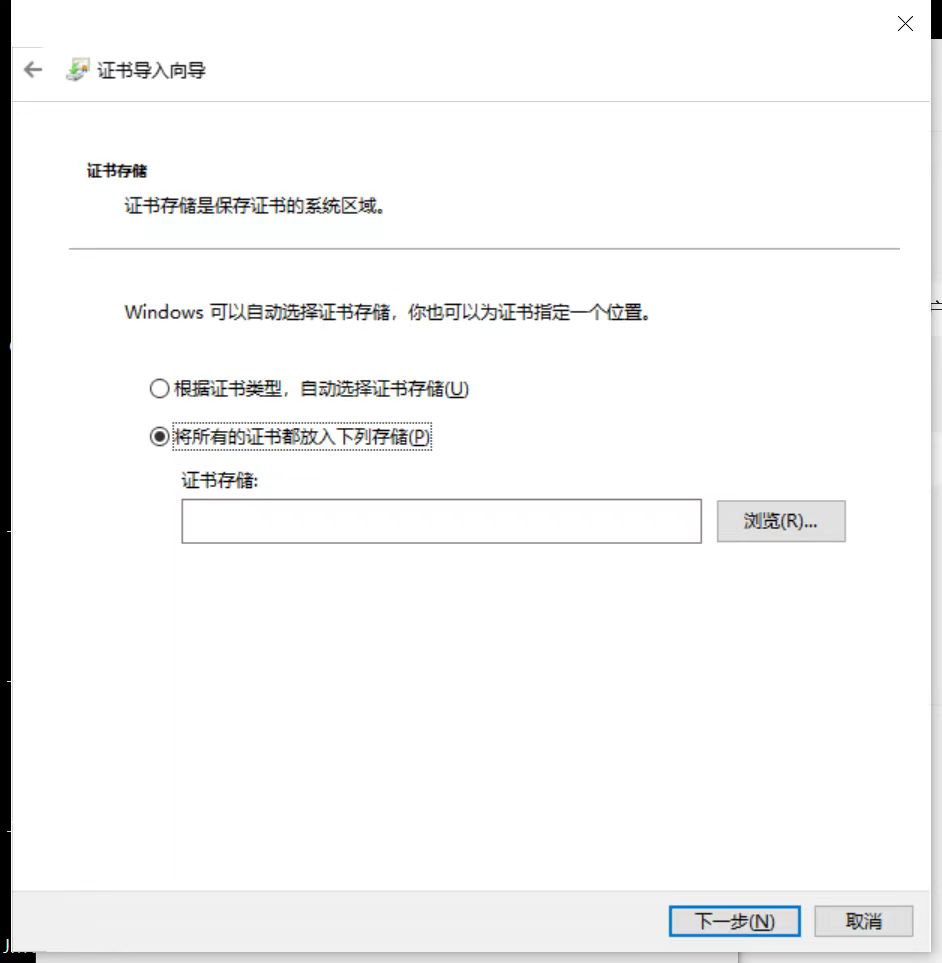 证书导入向导
证书存储
证书存储是保存证书的系统区域。
Windows 可以自动选择证书存储，你也可以为证书指定一个位置。
根据证书类型，自动选择证书存储(U)
将所有的证书都放入下列存储(P)
证书存储:
浏览(R)...
下一步(N)
取消